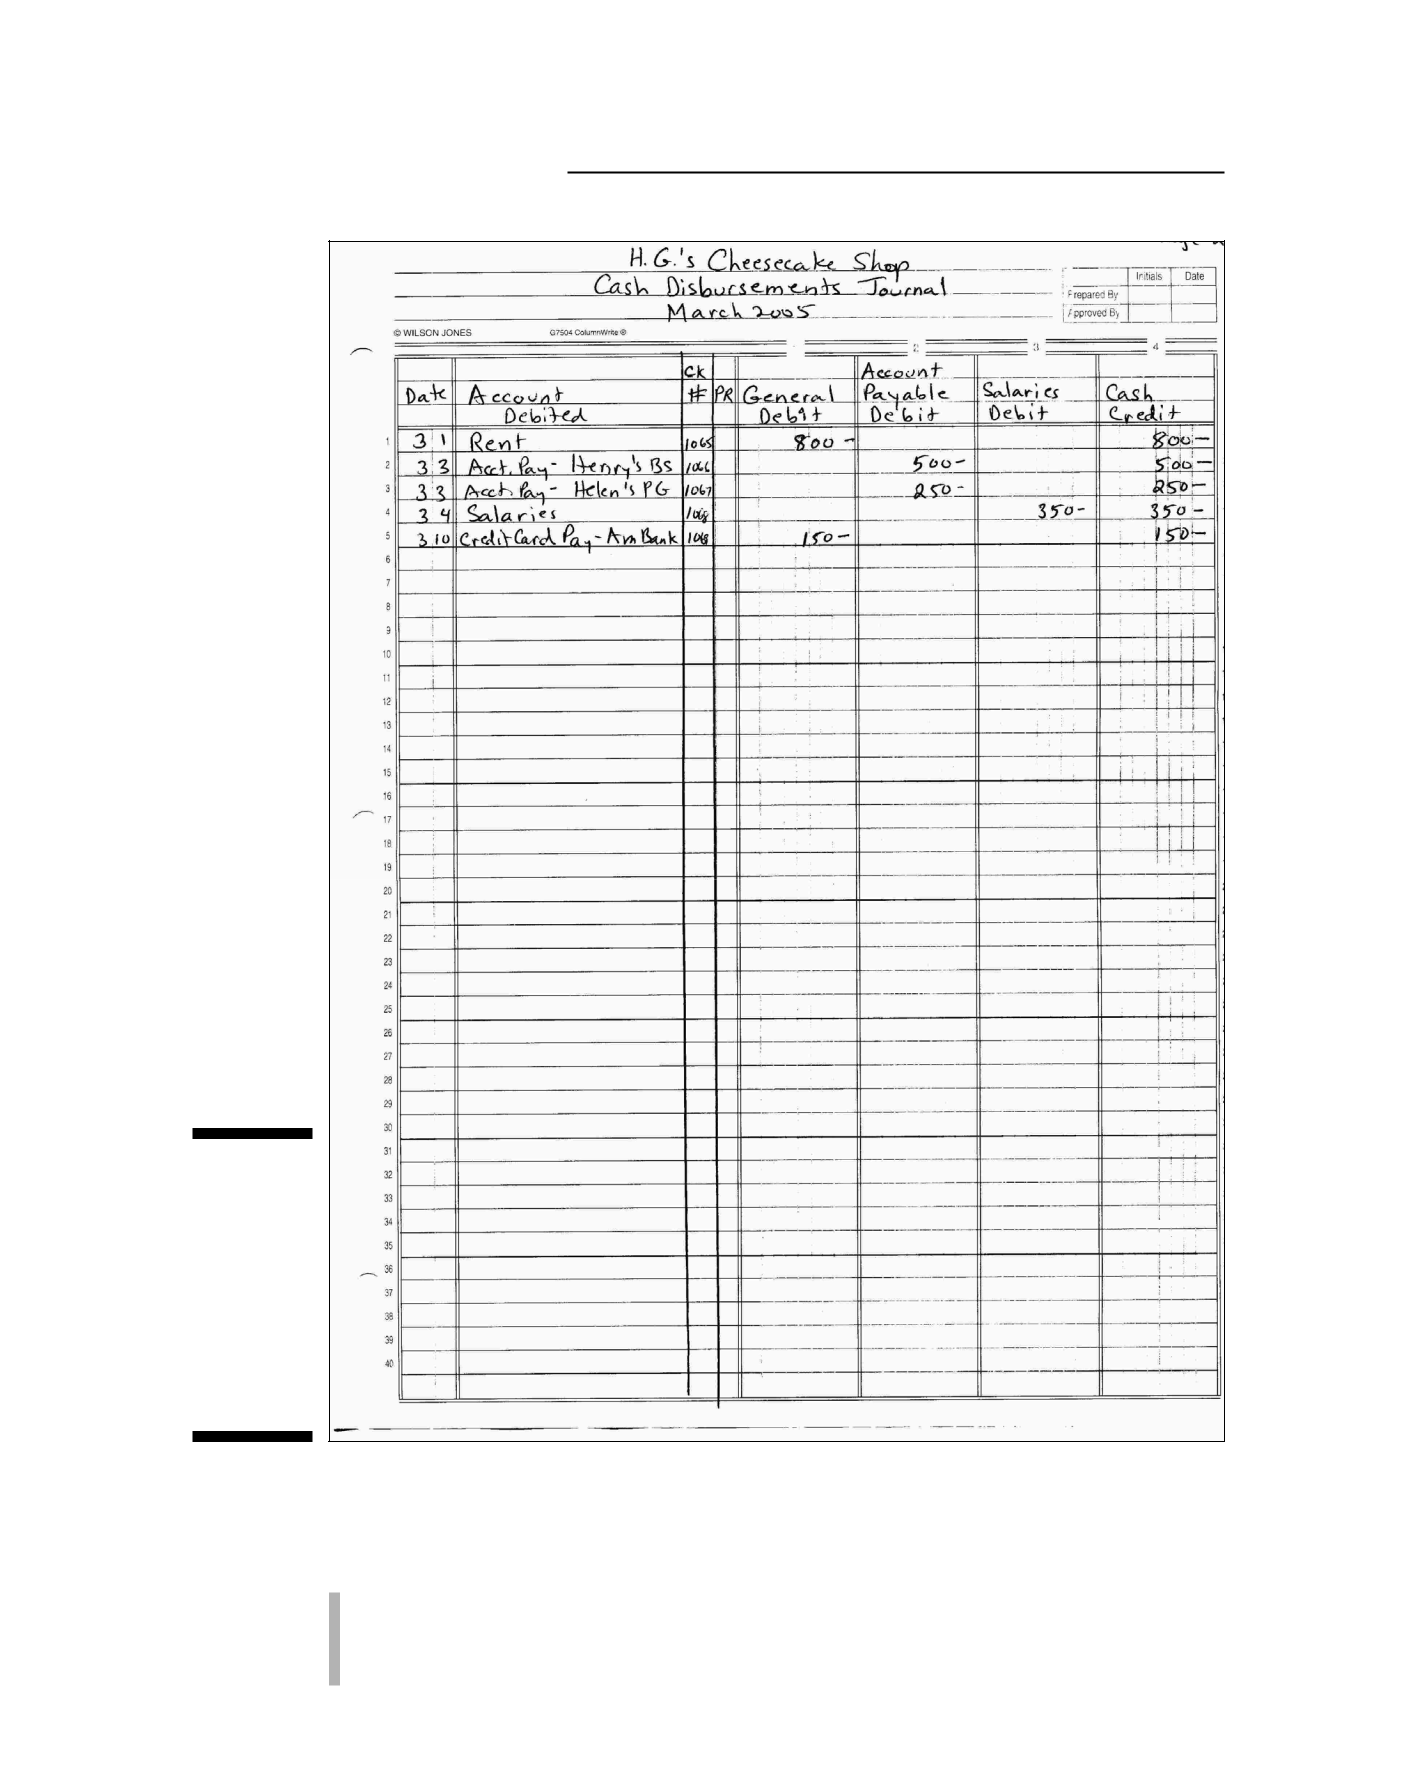 H.G.'s Cheesecake Shop
Cash Disbursements Journal
March 2005
Initials Date
Prepared By
Approved By
© WILSON JONES G7504 ColumnWrite ®
2 3 4
Ck Account
Date Account # PR General Payable Salaries Cash
Debited Debit Debit Debit Credit
1 3 1 Rent 1065 800 - 800 -
2 3 3 Acct. Pay - Henry's BS 1066 500 - 500 -
3 3 3 Acct. Pay - Helen's PG 1067 250 - 250 -
4 3 4 Salaries 1068 350 - 350 -
5 3 10 Credit Card Pay - Am Bank 1068 150 - 150 -
6
7
8
9
10
11
12
13
14
15
16
17
18
19
20
21
22
23
24
25
26
27
28
29
30
31
32
33
34
35
36
37
38
39
40